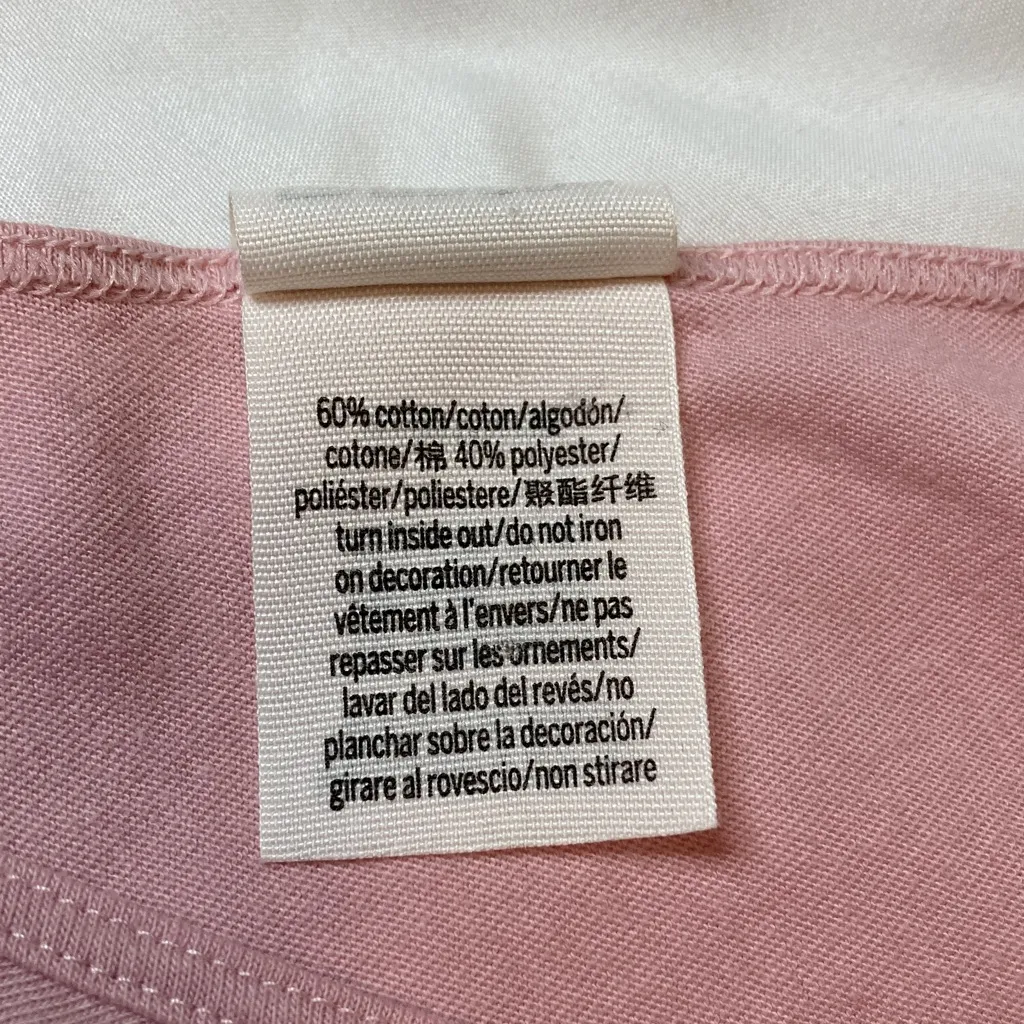 60% cotton/coton/algodón/
cotone/棉 40% polyester/
poliéster/poliestere/聚酯纤维
turn inside out/do not iron
on decoration/retourner le
vêtement à l'envers/ne pas
repasser sur les ornements/
lavar del lado del revés/no
planchar sobre la decoración/
girare al rovescio/non stirare